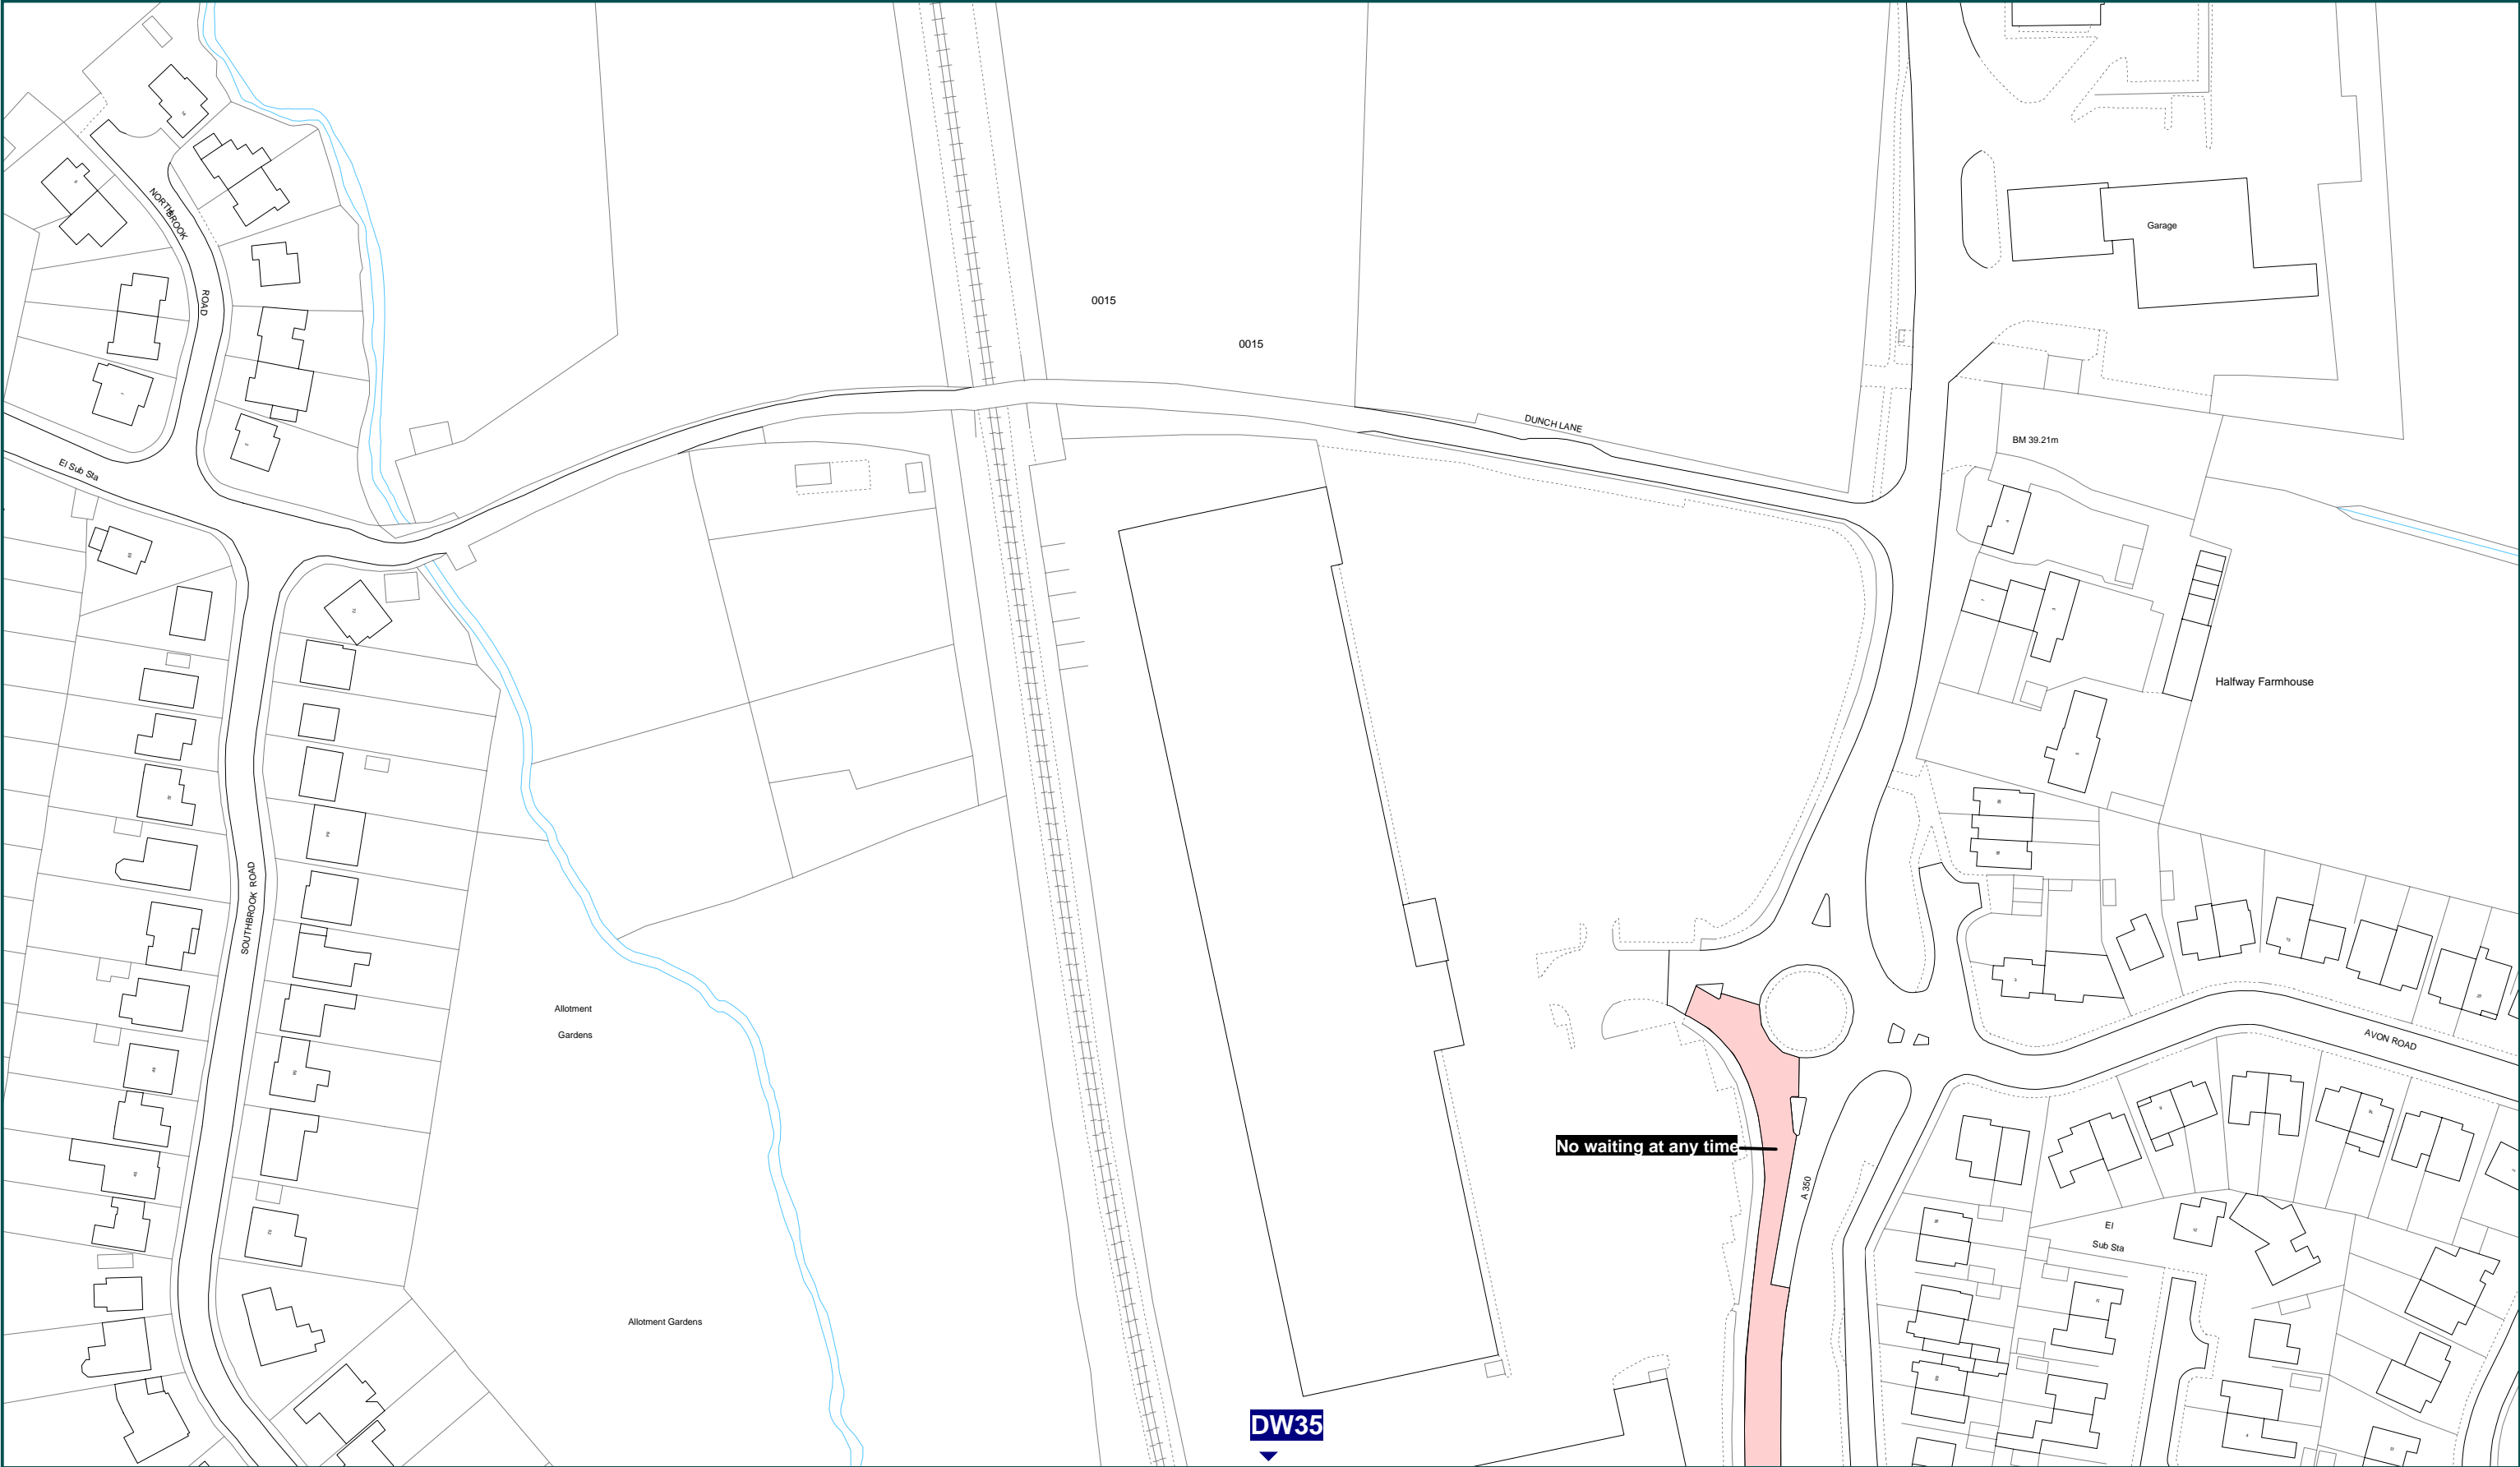 NORTHBROOK
ROAD
El Sub Sta
0015
0015
DUNCH LANE
Garage
BM 39.21m
Halfway Farmhouse
SOUTHBROOK ROAD
Allotment
Gardens
AVON ROAD
No waiting at any time
A 350
El
Sub Sta
Allotment Gardens
DW35